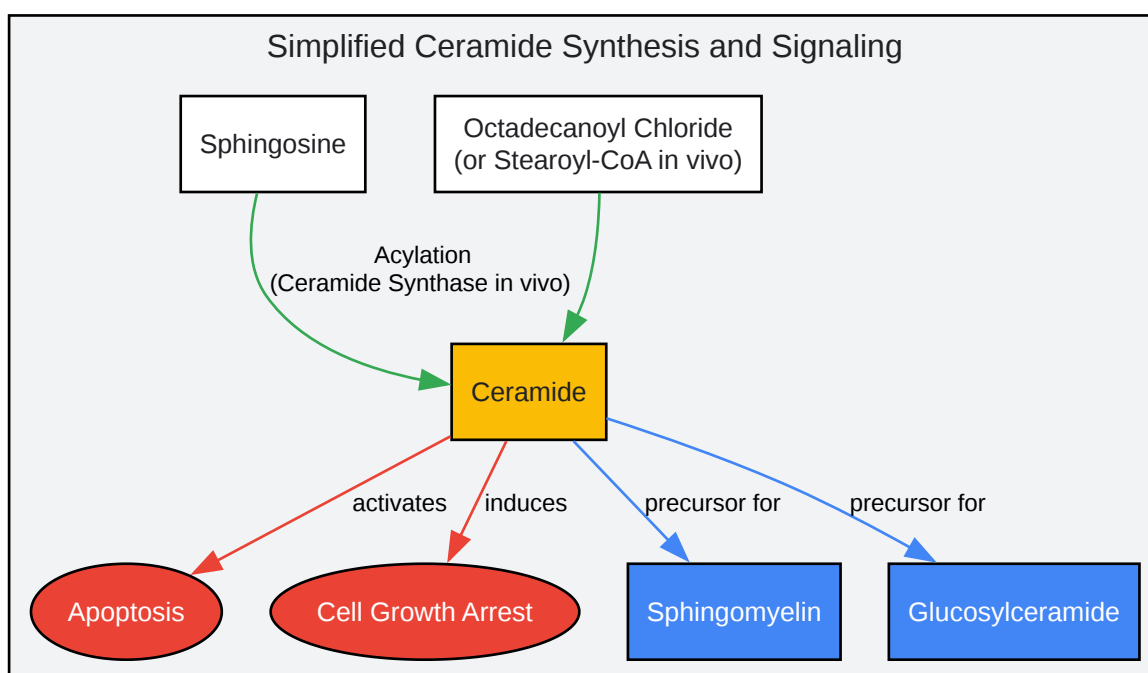 Simplified Ceramide Synthesis and Signaling
Sphingosine
Octadecanoyl Chloride
(or Stearoyl-CoA in vivo)
Acylation
(Ceramide Synthase in vivo)
Ceramide
activates
induces
precursor for
precursor for
Apoptosis
Cell Growth Arrest
Sphingomyelin
Glucosylceramide